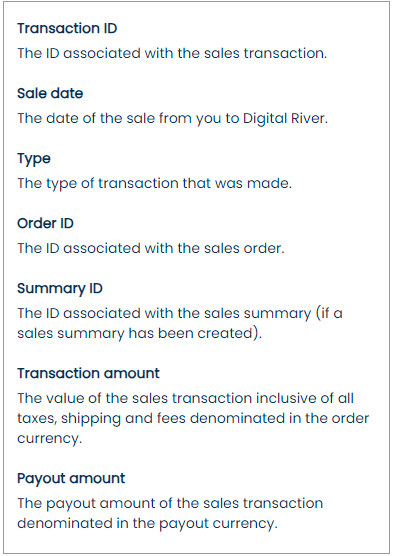 Transaction ID
The ID associated with the sales transaction.
Sale date
The date of the sale from you to Digital River.
Type
The type of transaction that was made.
Order ID
The ID associated with the sales order.
Summary ID
The ID associated with the sales summary (if a
sales summary has been created).
Transaction amount
The value of the sales transaction inclusive of all
taxes, shipping and fees denominated in the order
currency.
Payout amount
The payout amount of the sales transaction
denominated in the payout currency.